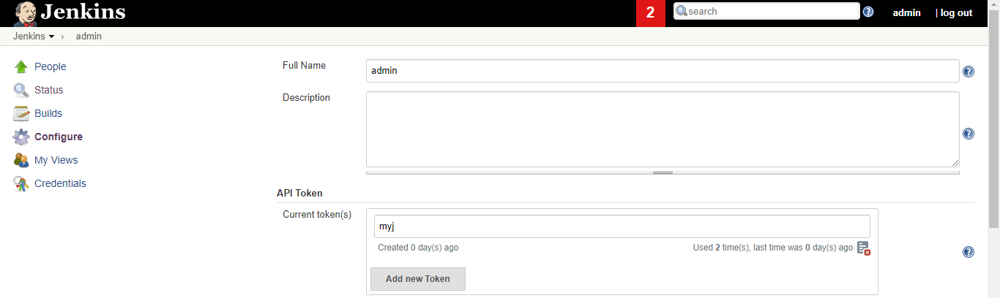 Jenkins
2
search
admin
| log out
Jenkins
admin
People
Status
Builds
Configure
My Views
Credentials
Full Name
admin
Description
API Token
Current token(s)
myj
Created 0 day(s) ago
Used 2 time(s), last time was 0 day(s) ago
Add new Token